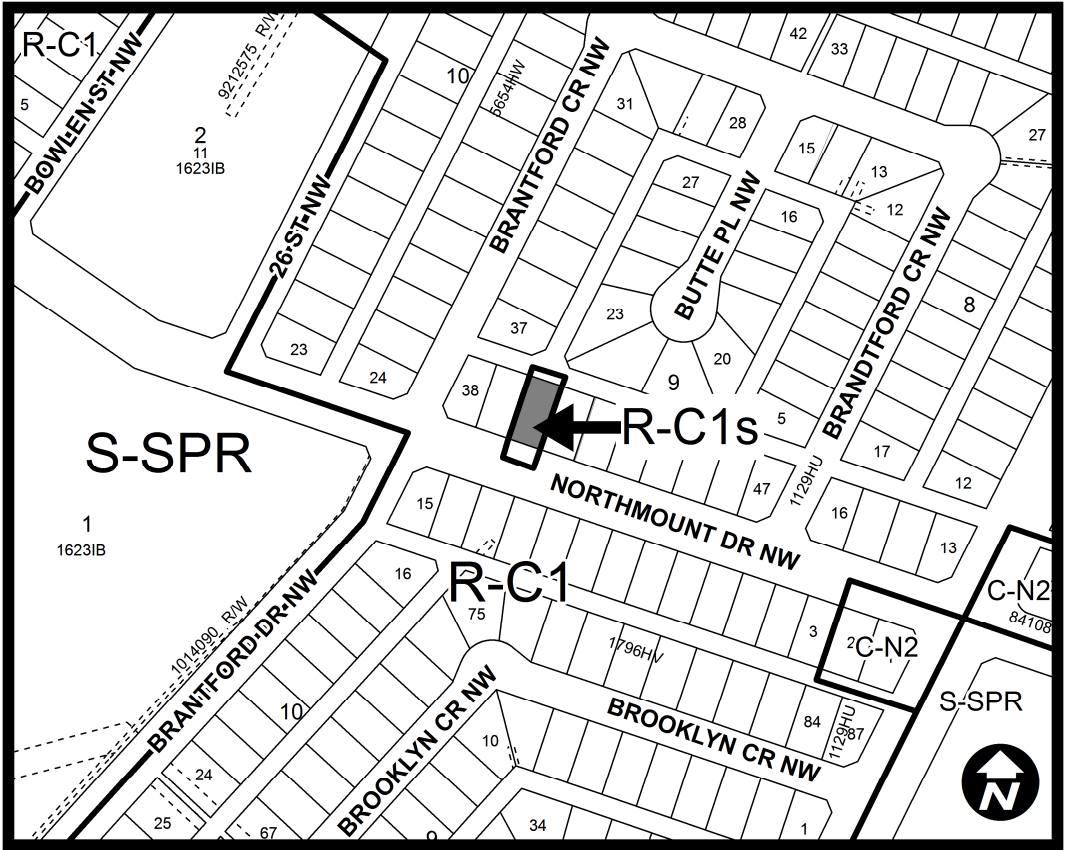 R-C1
42
33
9212575 R/W
10
5654HW
BRANTFORD CR NW
31
28
27
5
BOWLEN ST NW
2
11
1623IB
15
13
12
27
16
BUTTE PL NW
26 ST NW
BRANDTFORD CR NW
8
23
37
23
20
24
38
9
5
R-C1s
17
S-SPR
47
1129HU
12
15
NORTHMOUNT DR NW
16
1
1623IB
13
16
R-C1
C-N2
84108
75
3
2
C-N2
1796HV
1014090 R/W
BRANTFORD DR NW
S-SPR
10
BROOKLYN CR NW
BROOKLYN CR NW
84
1129HU
87
10
24
25
67
9
34
1
N